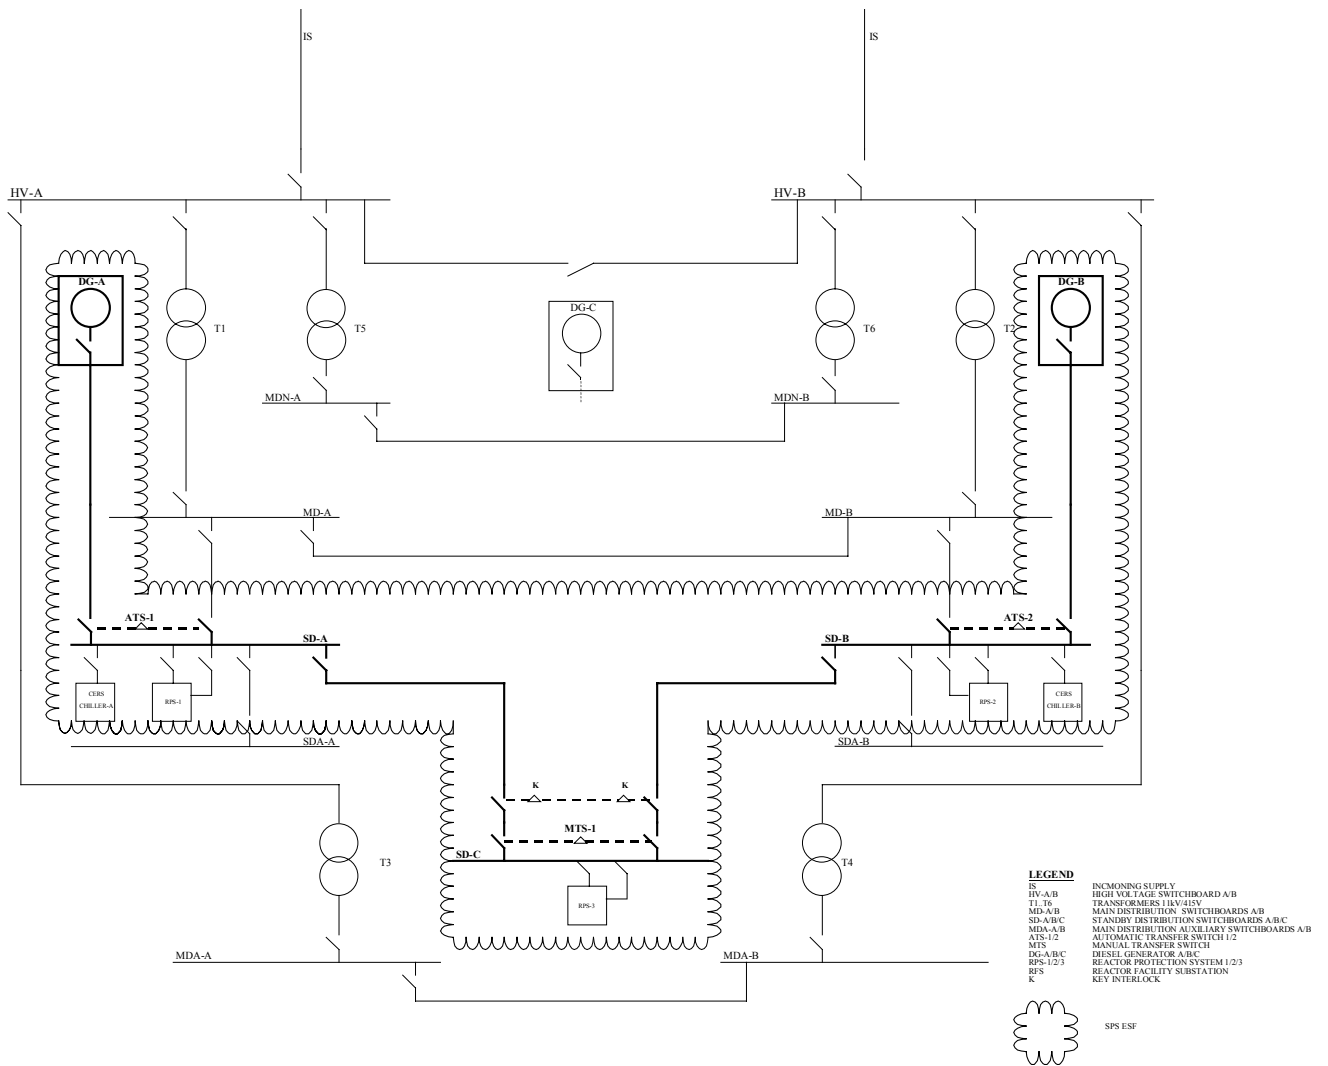 IS
IS
HV-A
HV-B
DG-A
DG-C
DG-B
T1
T5
T6
T2
MDN-A
MDN-B
MD-A
MD-B
ATS-1
ATS-2
SD-A
SD-B
CERS
CHILLER-A
RPS-1
RPS-2
CERS
CHILLER-B
SDA-A
SDA-B
K
K
MTS-1
SD-C
T3
T4
RPS-3
MDA-A
MDA-B
LEGEND
IS INCMONING SUPPLY
HV-A/B HIGH VOLTAGE SWITCHBOARD A/B
T1..T6 TRANSFORMERS 11kV/415V
MD-A/B MAIN DISTRIBUTION SWITCHBOARDS A/B
SD-A/B/C STANDBY DISTRIBUTION SWITCHBOARDS A/B/C
MDA-A/B MAIN DISTRIBUTION AUXILIARY SWITCHBOARDS A/B
ATS-1/2 AUTOMATIC TRANSFER SWITCH 1/2
MTS MANUAL TRANSFER SWITCH
DG-A/B/C DIESEL GENERATOR A/B/C
RPS-1/2/3 REACTOR PROTECTION SYSTEM 1/2/3
RFS REACTOR FACILITY SUBSTATION
K KEY INTERLOCK
SPS ESF